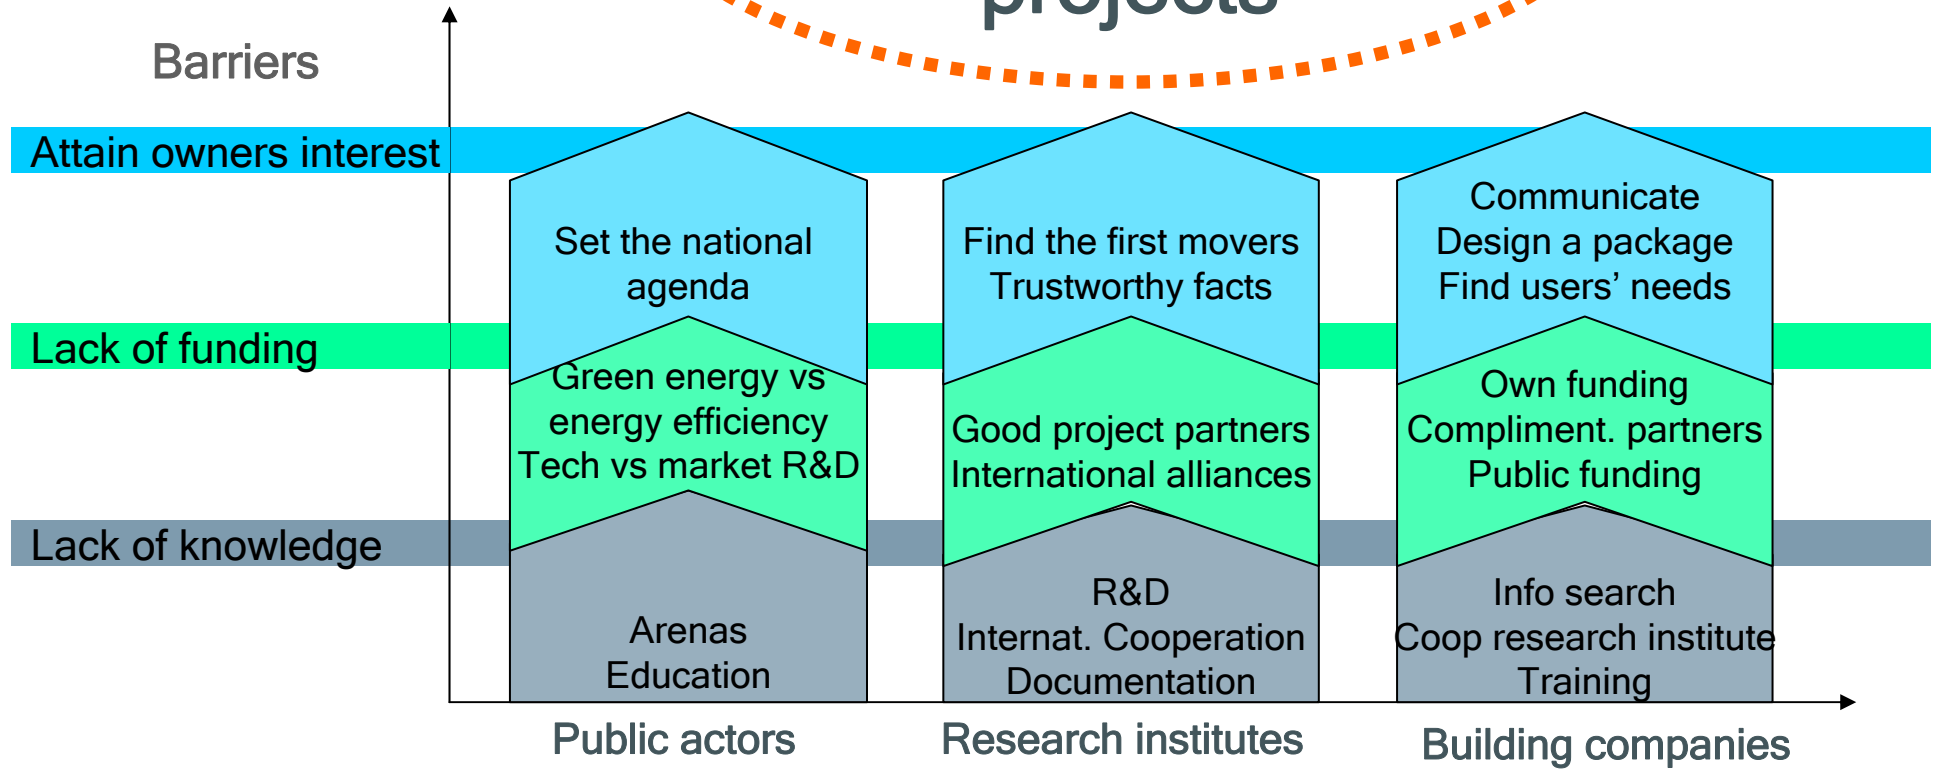 projects
Barriers
Attain owners interest
Set the national
agenda
Find the first movers
Trustworthy facts
Communicate
Design a package
Find users’ needs
Lack of funding
Green energy vs
energy efficiency
Tech vs market R&D
Good project partners
International alliances
Own funding
Compliment. partners
Public funding
Lack of knowledge
Arenas
Education
R&D
Internat. Cooperation
Documentation
Info search
Coop research institute
Training
Public actors
Research institutes
Building companies